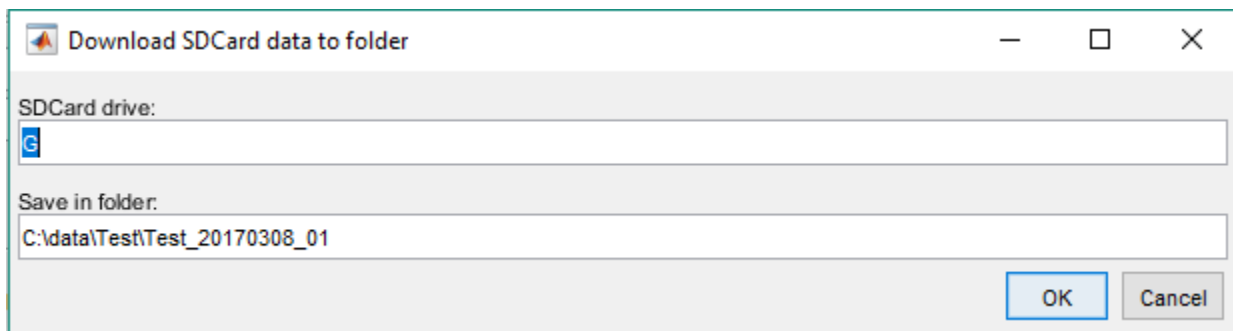 Download SDCard data to folder
SDCard drive:
G
Save in folder:
C:\data\Test\Test_20170308_01
OK Cancel